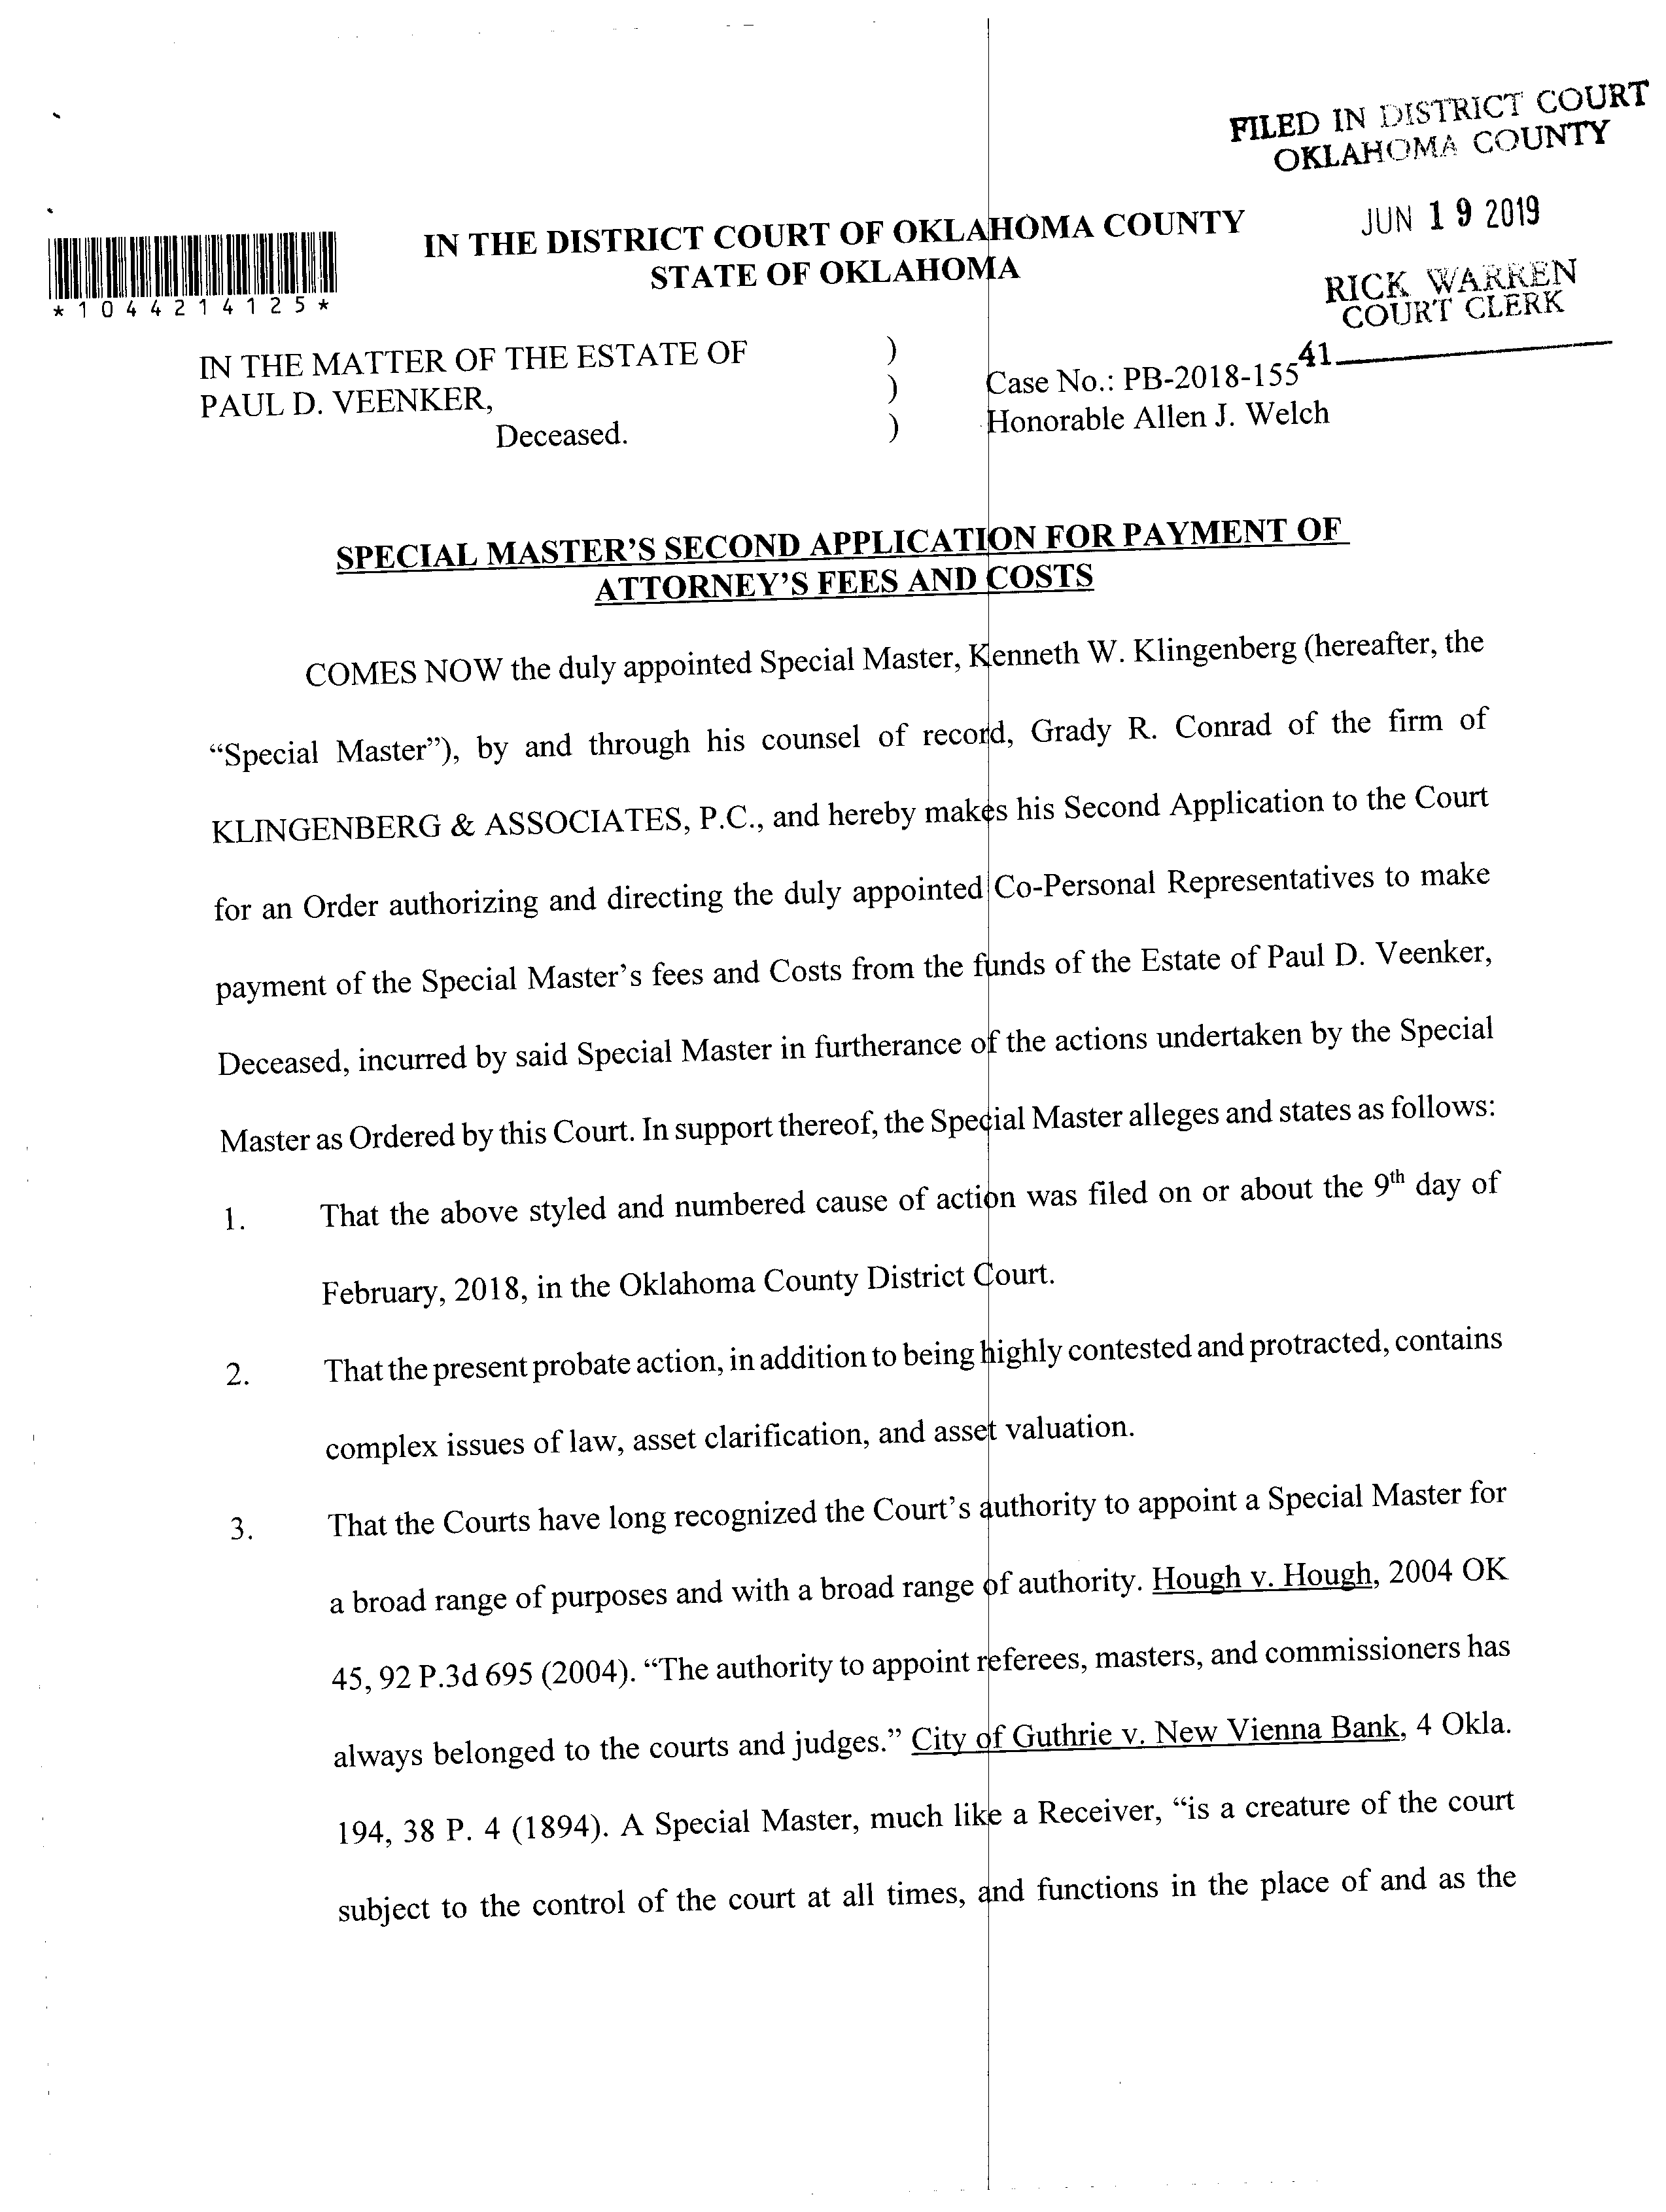 FILED IN DISTRICT COURT
OKLAHOMA COUNTY
JUN 19 2019
RICK WARREN
COURT CLERK
41
*1044214125*
IN THE DISTRICT COURT OF OKLAHOMA COUNTY
STATE OF OKLAHOMA
IN THE MATTER OF THE ESTATE OF )
PAUL D. VEENKER, ) Case No.: PB-2018-155
Deceased. ) Honorable Allen J. Welch
SPECIAL MASTER'S SECOND APPLICATION FOR PAYMENT OF
ATTORNEY'S FEES AND COSTS
COMES NOW the duly appointed Special Master, Kenneth W. Klingenberg (hereafter, the
“Special Master”), by and through his counsel of record, Grady R. Conrad of the firm of
KLINGENBERG & ASSOCIATES, P.C., and hereby makes his Second Application to the Court
for an Order authorizing and directing the duly appointed Co-Personal Representatives to make
payment of the Special Master's fees and Costs from the funds of the Estate of Paul D. Veenker,
Deceased, incurred by said Special Master in furtherance of the actions undertaken by the Special
Master as Ordered by this Court. In support thereof, the Special Master alleges and states as follows:
1. That the above styled and numbered cause of action was filed on or about the 9th day of
February, 2018, in the Oklahoma County District Court.
2. That the present probate action, in addition to being highly contested and protracted, contains
complex issues of law, asset clarification, and asset valuation.
3. That the Courts have long recognized the Court's authority to appoint a Special Master for
a broad range of purposes and with a broad range of authority. Hough v. Hough, 2004 OK
45, 92 P.3d 695 (2004). “The authority to appoint referees, masters, and commissioners has
always belonged to the courts and judges.” City of Guthrie v. New Vienna Bank, 4 Okla.
194, 38 P. 4 (1894). A Special Master, much like a Receiver, “is a creature of the court
subject to the control of the court at all times, and functions in the place of and as the